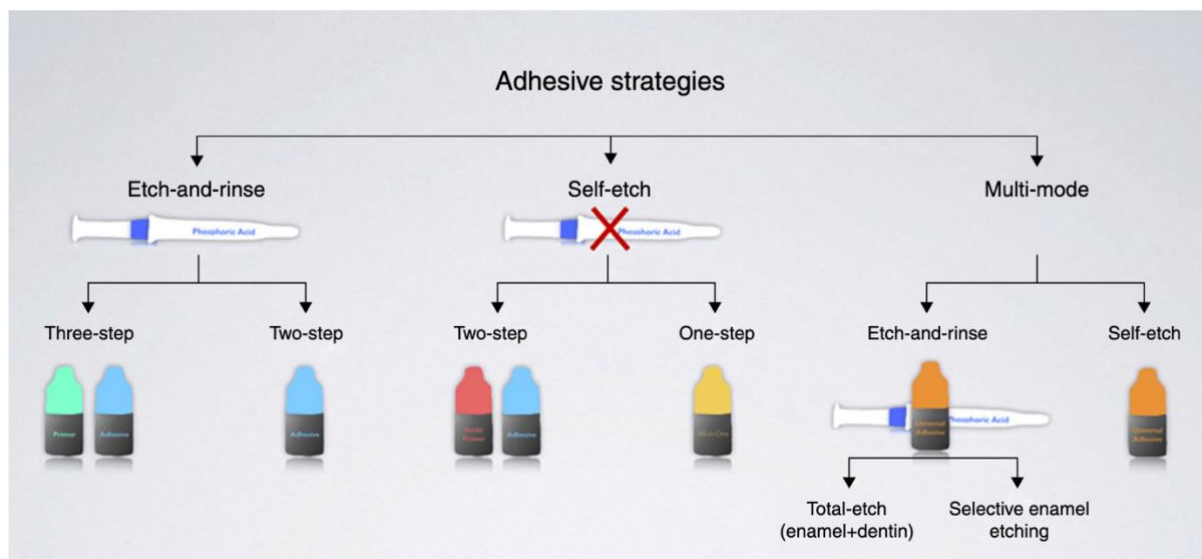 Adhesive strategies
Etch-and-rinse
Self-etch
Multi-mode
Phosphoric Acid
Phosphoric Acid
Three-step
Two-step
Two-step
One-step
Etch-and-rinse
Self-etch
Primer
Adhesive
Adhesive
Acidic
Primer
Adhesive
All-in-One
Universal
Adhesive
Phosphoric Acid
Universal
Adhesive
Total-etch
(enamel+dentin)
Selective enamel
etching